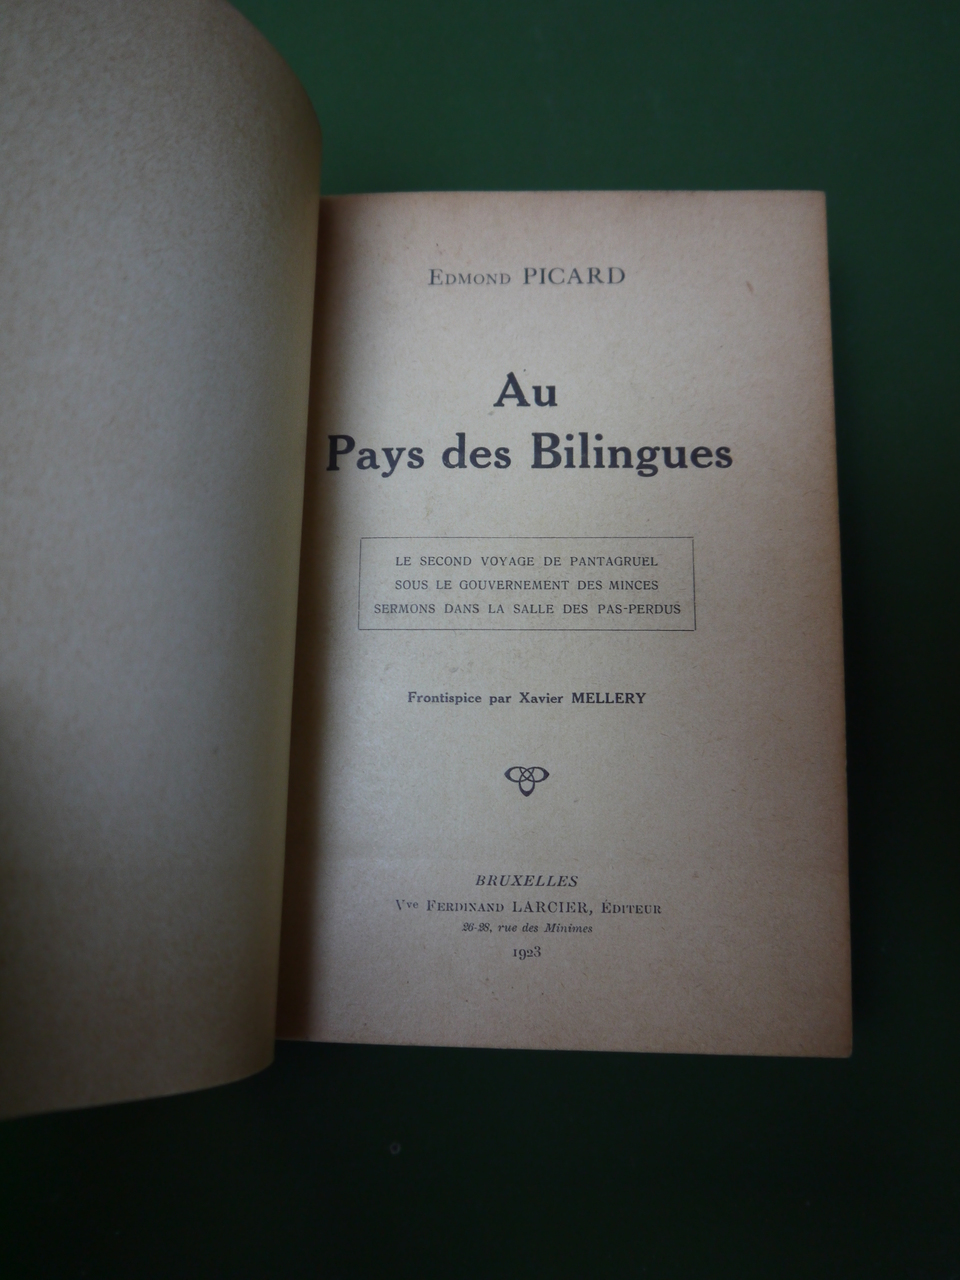 Edmond PICARD
Au
Pays des Bilingues
LE SECOND VOYAGE DE PANTAGRUEL
SOUS LE GOUVERNEMENT DES MINCES
SERMONS DANS LA SALLE DES PAS-PERDUS
Frontispice par Xavier MELLERY
BRUXELLES
Vve Ferdinand LARCIER, Éditeur
26-28, rue des Minimes
1923